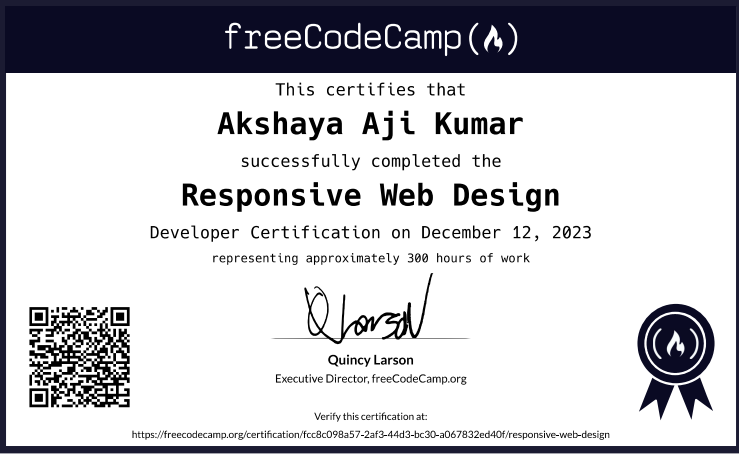 freeCodeCamp
This certifies that
Akshaya Aji Kumar
successfully completed the
Responsive Web Design
Developer Certification on December 12, 2023
representing approximately 300 hours of work
Q Larson
Quincy Larson
Executive Director, freeCodeCamp.org
Verify this certification at:
https://freecodecamp.org/certification/fcc8c098a57-2af3-44d3-bc30-a067832ed40f/responsive-web-design